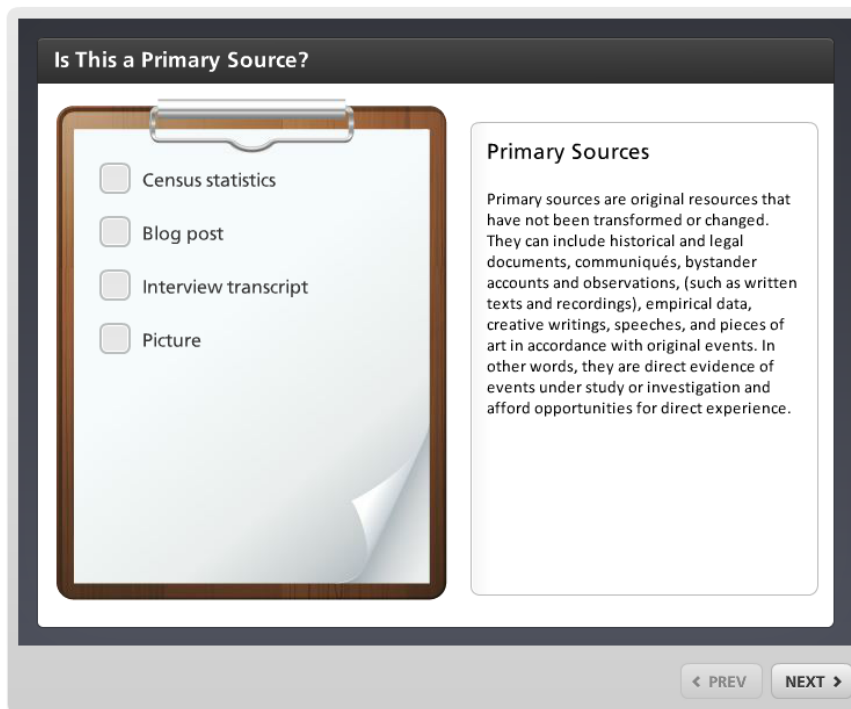 Is This a Primary Source?
Census statistics
Blog post
Interview transcript
Picture
Primary Sources
Primary sources are original resources that
have not been transformed or changed.
They can include historical and legal
documents, communiqués, bystander
accounts and observations, (such as written
texts and recordings), empirical data,
creative writings, speeches, and pieces of
art in accordance with original events. In
other words, they are direct evidence of
events under study or investigation and
afford opportunities for direct experience.
PREV
NEXT